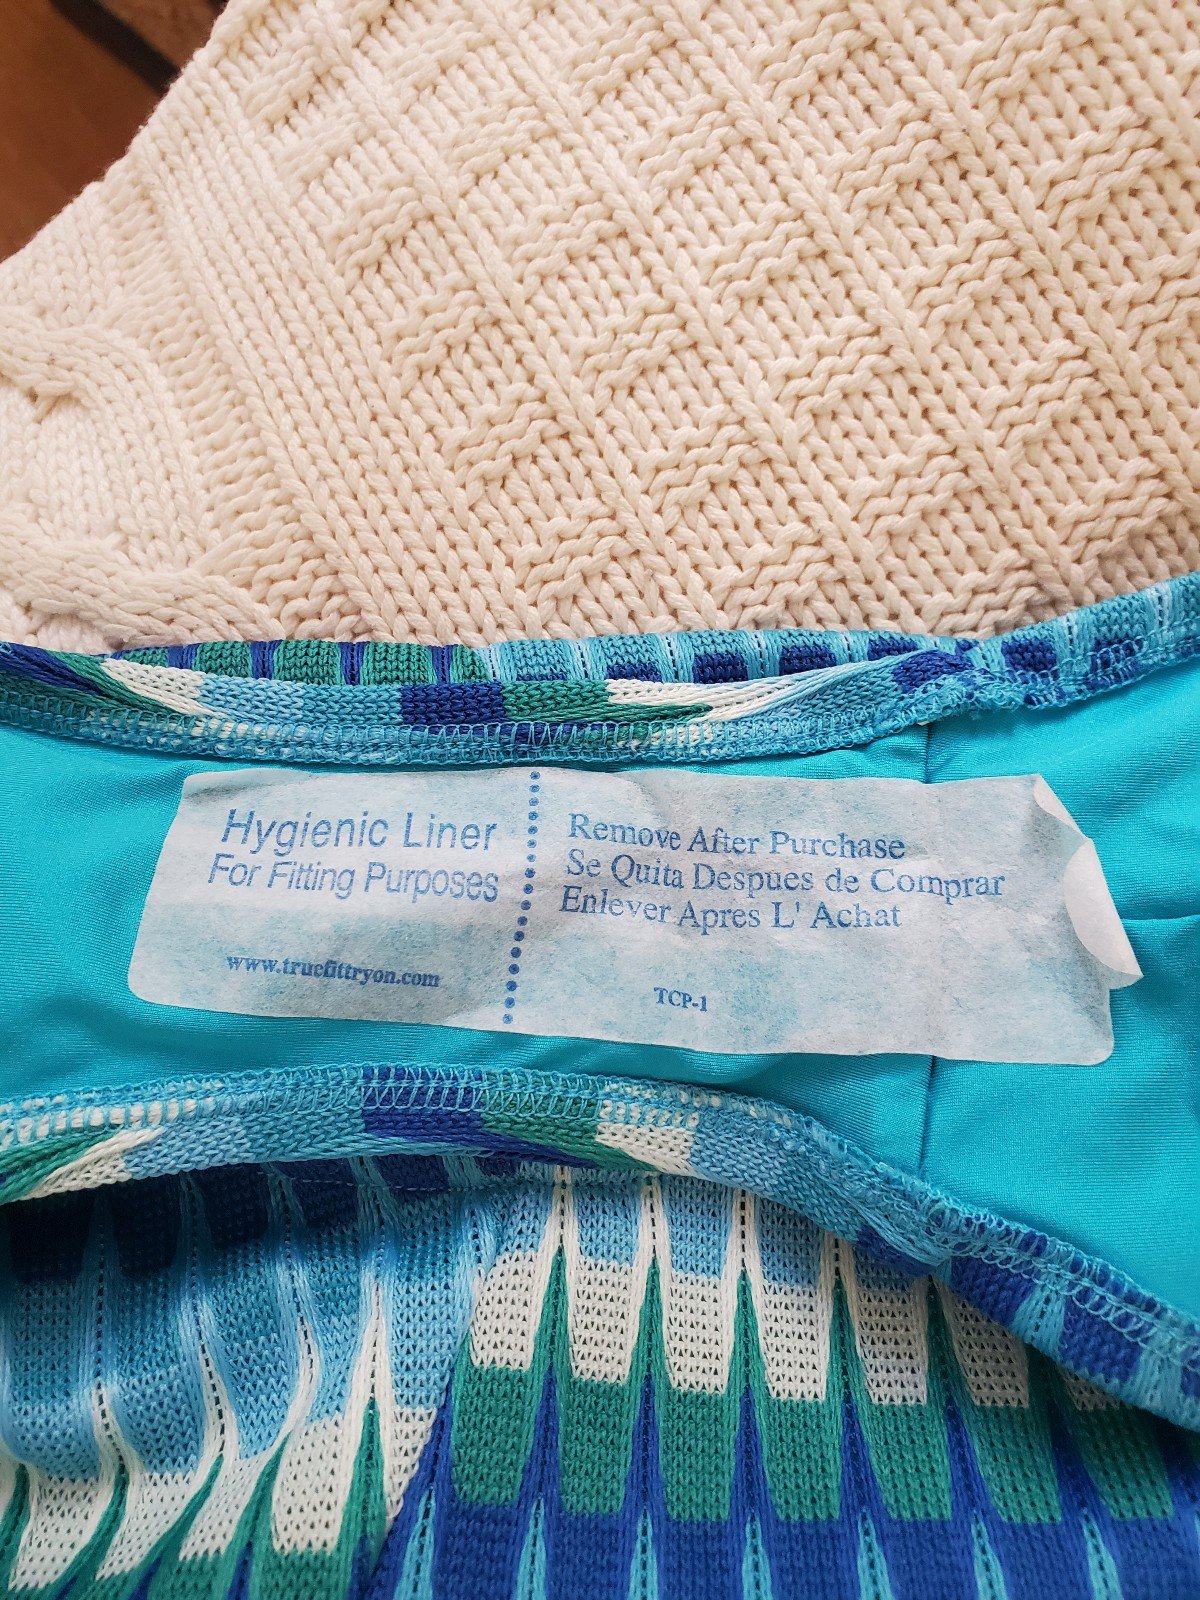 Hygienic Liner
For Fitting Purposes
www.truefittryon.com
Remove After Purchase
Se Quita Despues de Comprar
Enlever Apres L' Achat
TCP-1